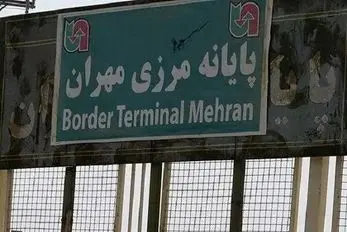 پایانه مرزی مهران
Border Terminal Mehran